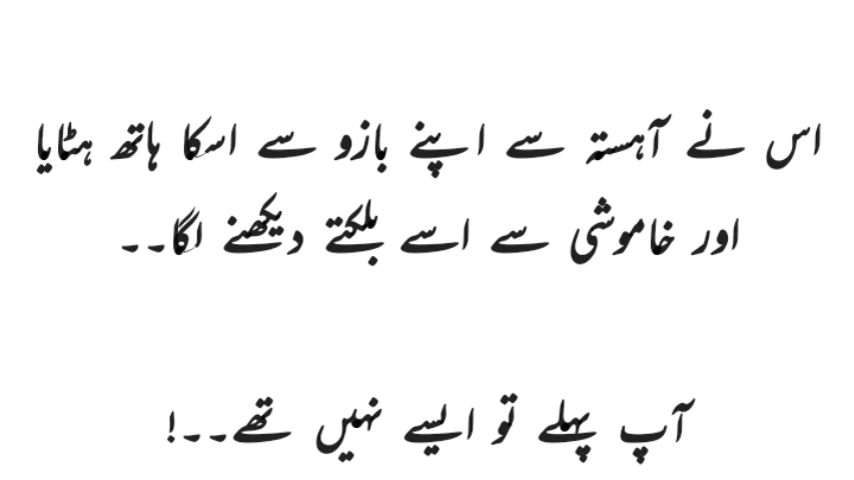 اس نے آہستہ سے اپنے بازو سے اسکا ہاتھ ہٹایا
اور خاموشی سے اسے بلکتے دیکھنے لگا۔۔
آپ پہلے تو ایسے نہیں تھے۔۔!